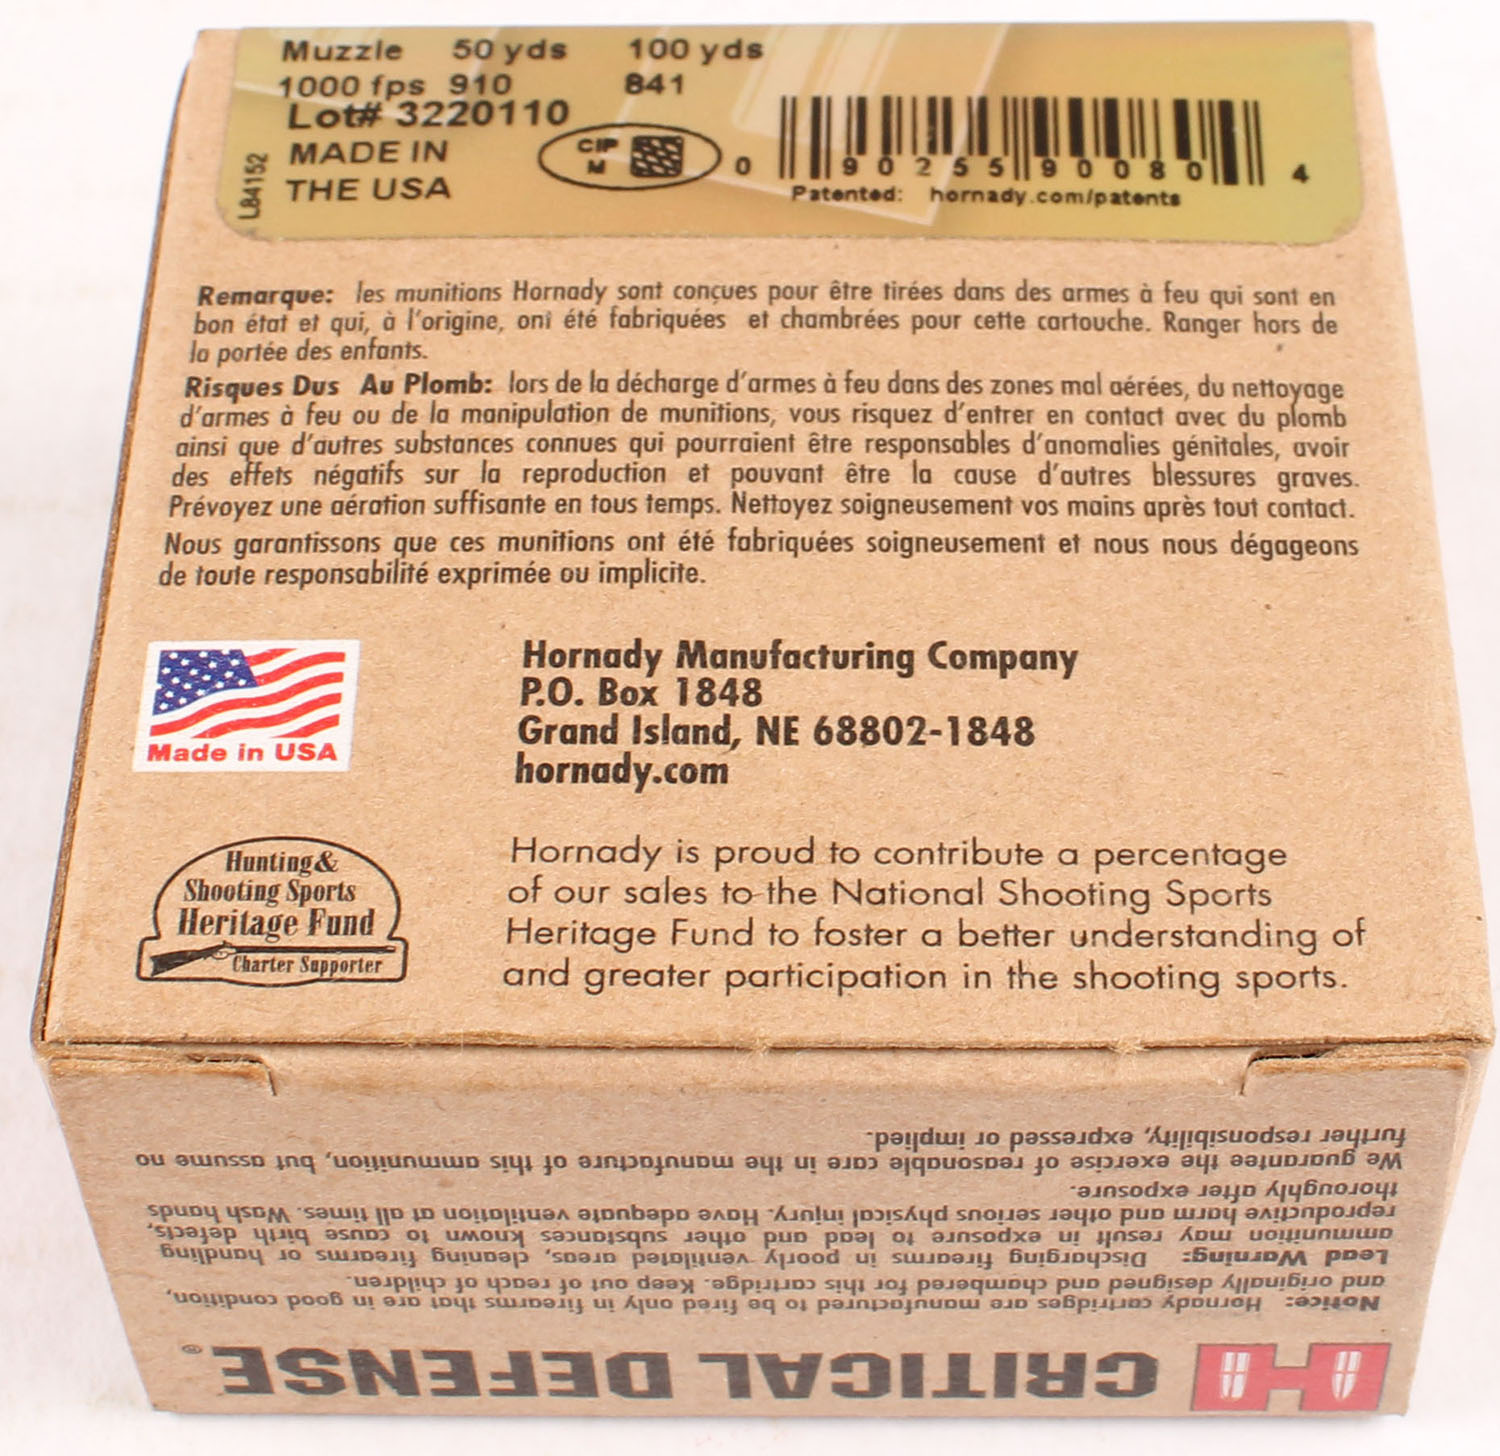 Muzzle 50 yds 100 yds
1000 fps 910 841
Lot# 3220110
MADE IN
THE USA
L84152
CIP
M
0 90255 90080 4
Patented: hornady.com/patents
Remarque: les munitions Hornady sont conçues pour être tirées dans des armes à feu qui sont en
bon état et qui, à l'origine, ont été fabriquées et chambrées pour cette cartouche. Ranger hors de
la portée des enfants.
Risques Dus Au Plomb: lors de la décharge d'armes à feu dans des zones mal aérées, du nettoyage
d'armes à feu ou de la manipulation de munitions, vous risquez d'entrer en contact avec du plomb
ainsi que d'autres substances connues qui pourraient être responsables d'anomalies génitales, avoir
des effets négatifs sur la reproduction et pouvant être la cause d'autres blessures graves.
Prévoyez une aération suffisante en tous temps. Nettoyez soigneusement vos mains après tout contact.
Nous garantissons que ces munitions ont été fabriquées soigneusement et nous nous dégageons
de toute responsabilité exprimée ou implicite.
Made in USA
Hornady Manufacturing Company
P.O. Box 1848
Grand Island, NE 68802-1848
hornady.com
Hunting &
Shooting Sports
Heritage Fund
Charter Supporter
Hornady is proud to contribute a percentage
of our sales to the National Shooting Sports
Heritage Fund to foster a better understanding of
and greater participation in the shooting sports.
H CRITICAL DEFENSE®
Notice: Hornady cartridges are manufactured to be fired only in firearms that are in good condition,
and originally designed and chambered for this cartridge. Keep out of reach of children.
Lead Warning: Discharging firearms in poorly ventilated areas, cleaning firearms or handling
ammunition may result in exposure to lead and other substances known to cause birth defects,
reproductive harm and other serious physical injury. Have adequate ventilation at all times. Wash hands
thoroughly after exposure.
We guarantee the exercise of reasonable care in the manufacture of this ammunition, but assume no
further responsibility, expressed or implied.